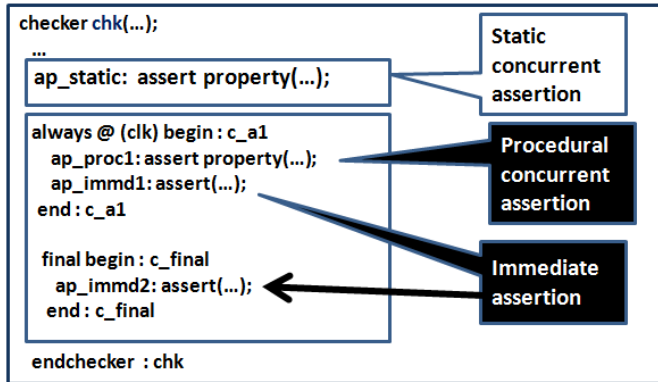 checker chk(...);
...
ap_static: assert property(...);
Static
concurrent
assertion
always @ (clk) begin : c_a1
ap_proc1: assert property(...);
ap_immd1: assert(...);
end : c_a1
Procedural
concurrent
assertion
final begin : c_final
ap_immd2: assert(...);
end : c_final
Immediate
assertion
endchecker : chk